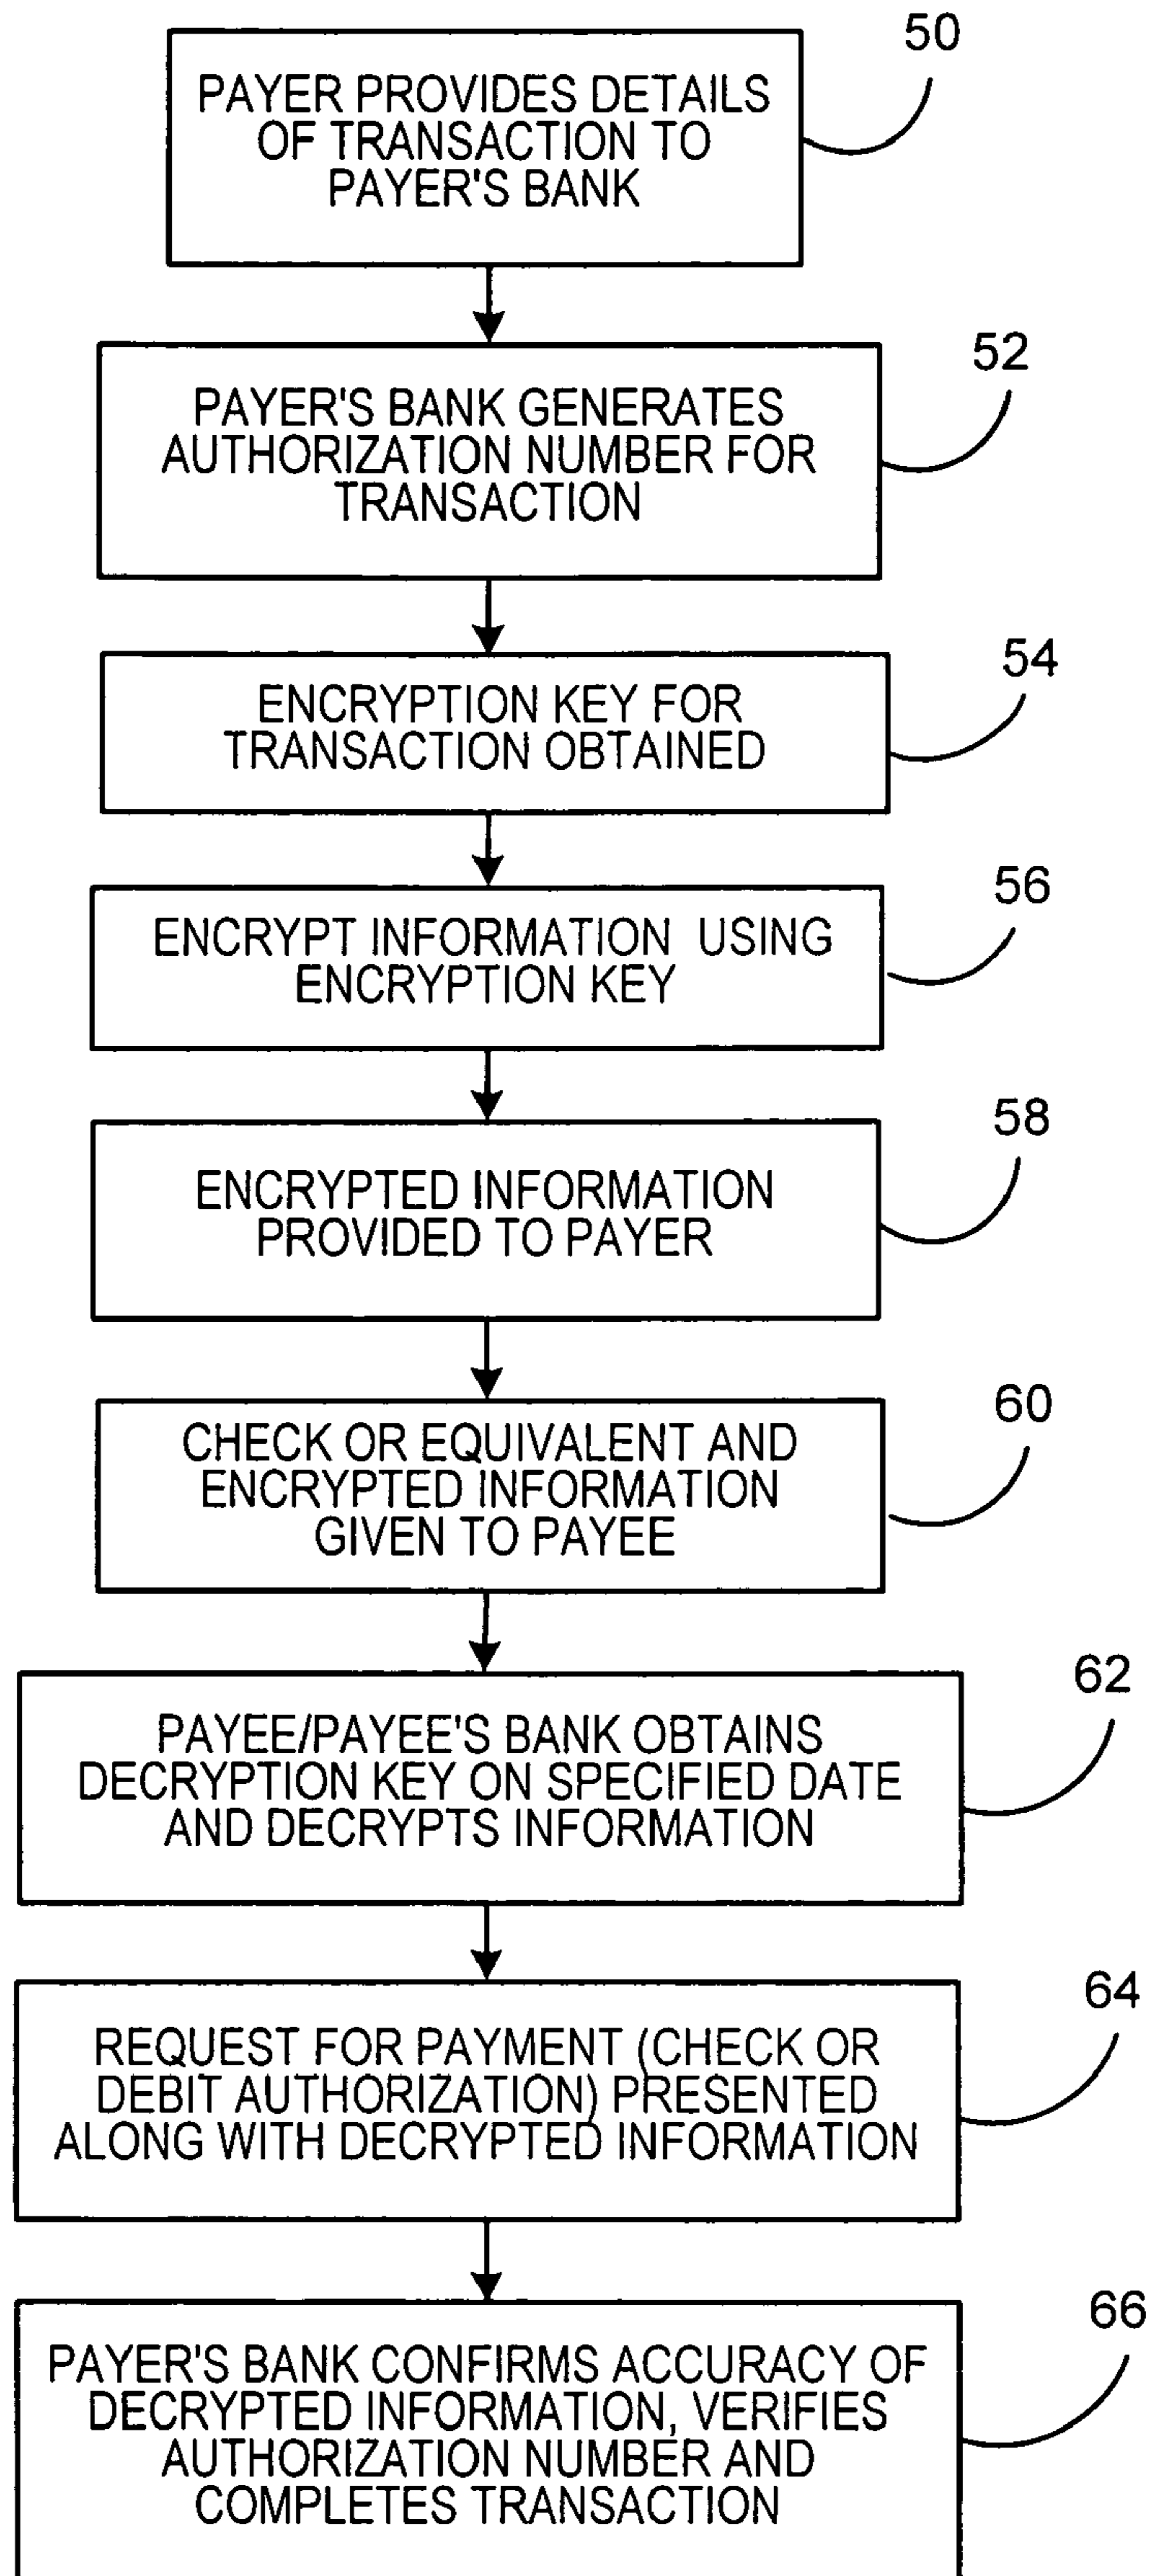 50
PAYER PROVIDES DETAILS
OF TRANSACTION TO
PAYER'S BANK
52
PAYER'S BANK GENERATES
AUTHORIZATION NUMBER FOR
TRANSACTION
54
ENCRYPTION KEY FOR
TRANSACTION OBTAINED
56
ENCRYPT INFORMATION USING
ENCRYPTION KEY
58
ENCRYPTED INFORMATION
PROVIDED TO PAYER
60
CHECK OR EQUIVALENT AND
ENCRYPTED INFORMATION
GIVEN TO PAYEE
62
PAYEE/PAYEE'S BANK OBTAINS
DECRYPTION KEY ON SPECIFIED DATE
AND DECRYPTS INFORMATION
64
REQUEST FOR PAYMENT (CHECK OR
DEBIT AUTHORIZATION) PRESENTED
ALONG WITH DECRYPTED INFORMATION
66
PAYER'S BANK CONFIRMS ACCURACY OF
DECRYPTED INFORMATION, VERIFIES
AUTHORIZATION NUMBER AND
COMPLETES TRANSACTION